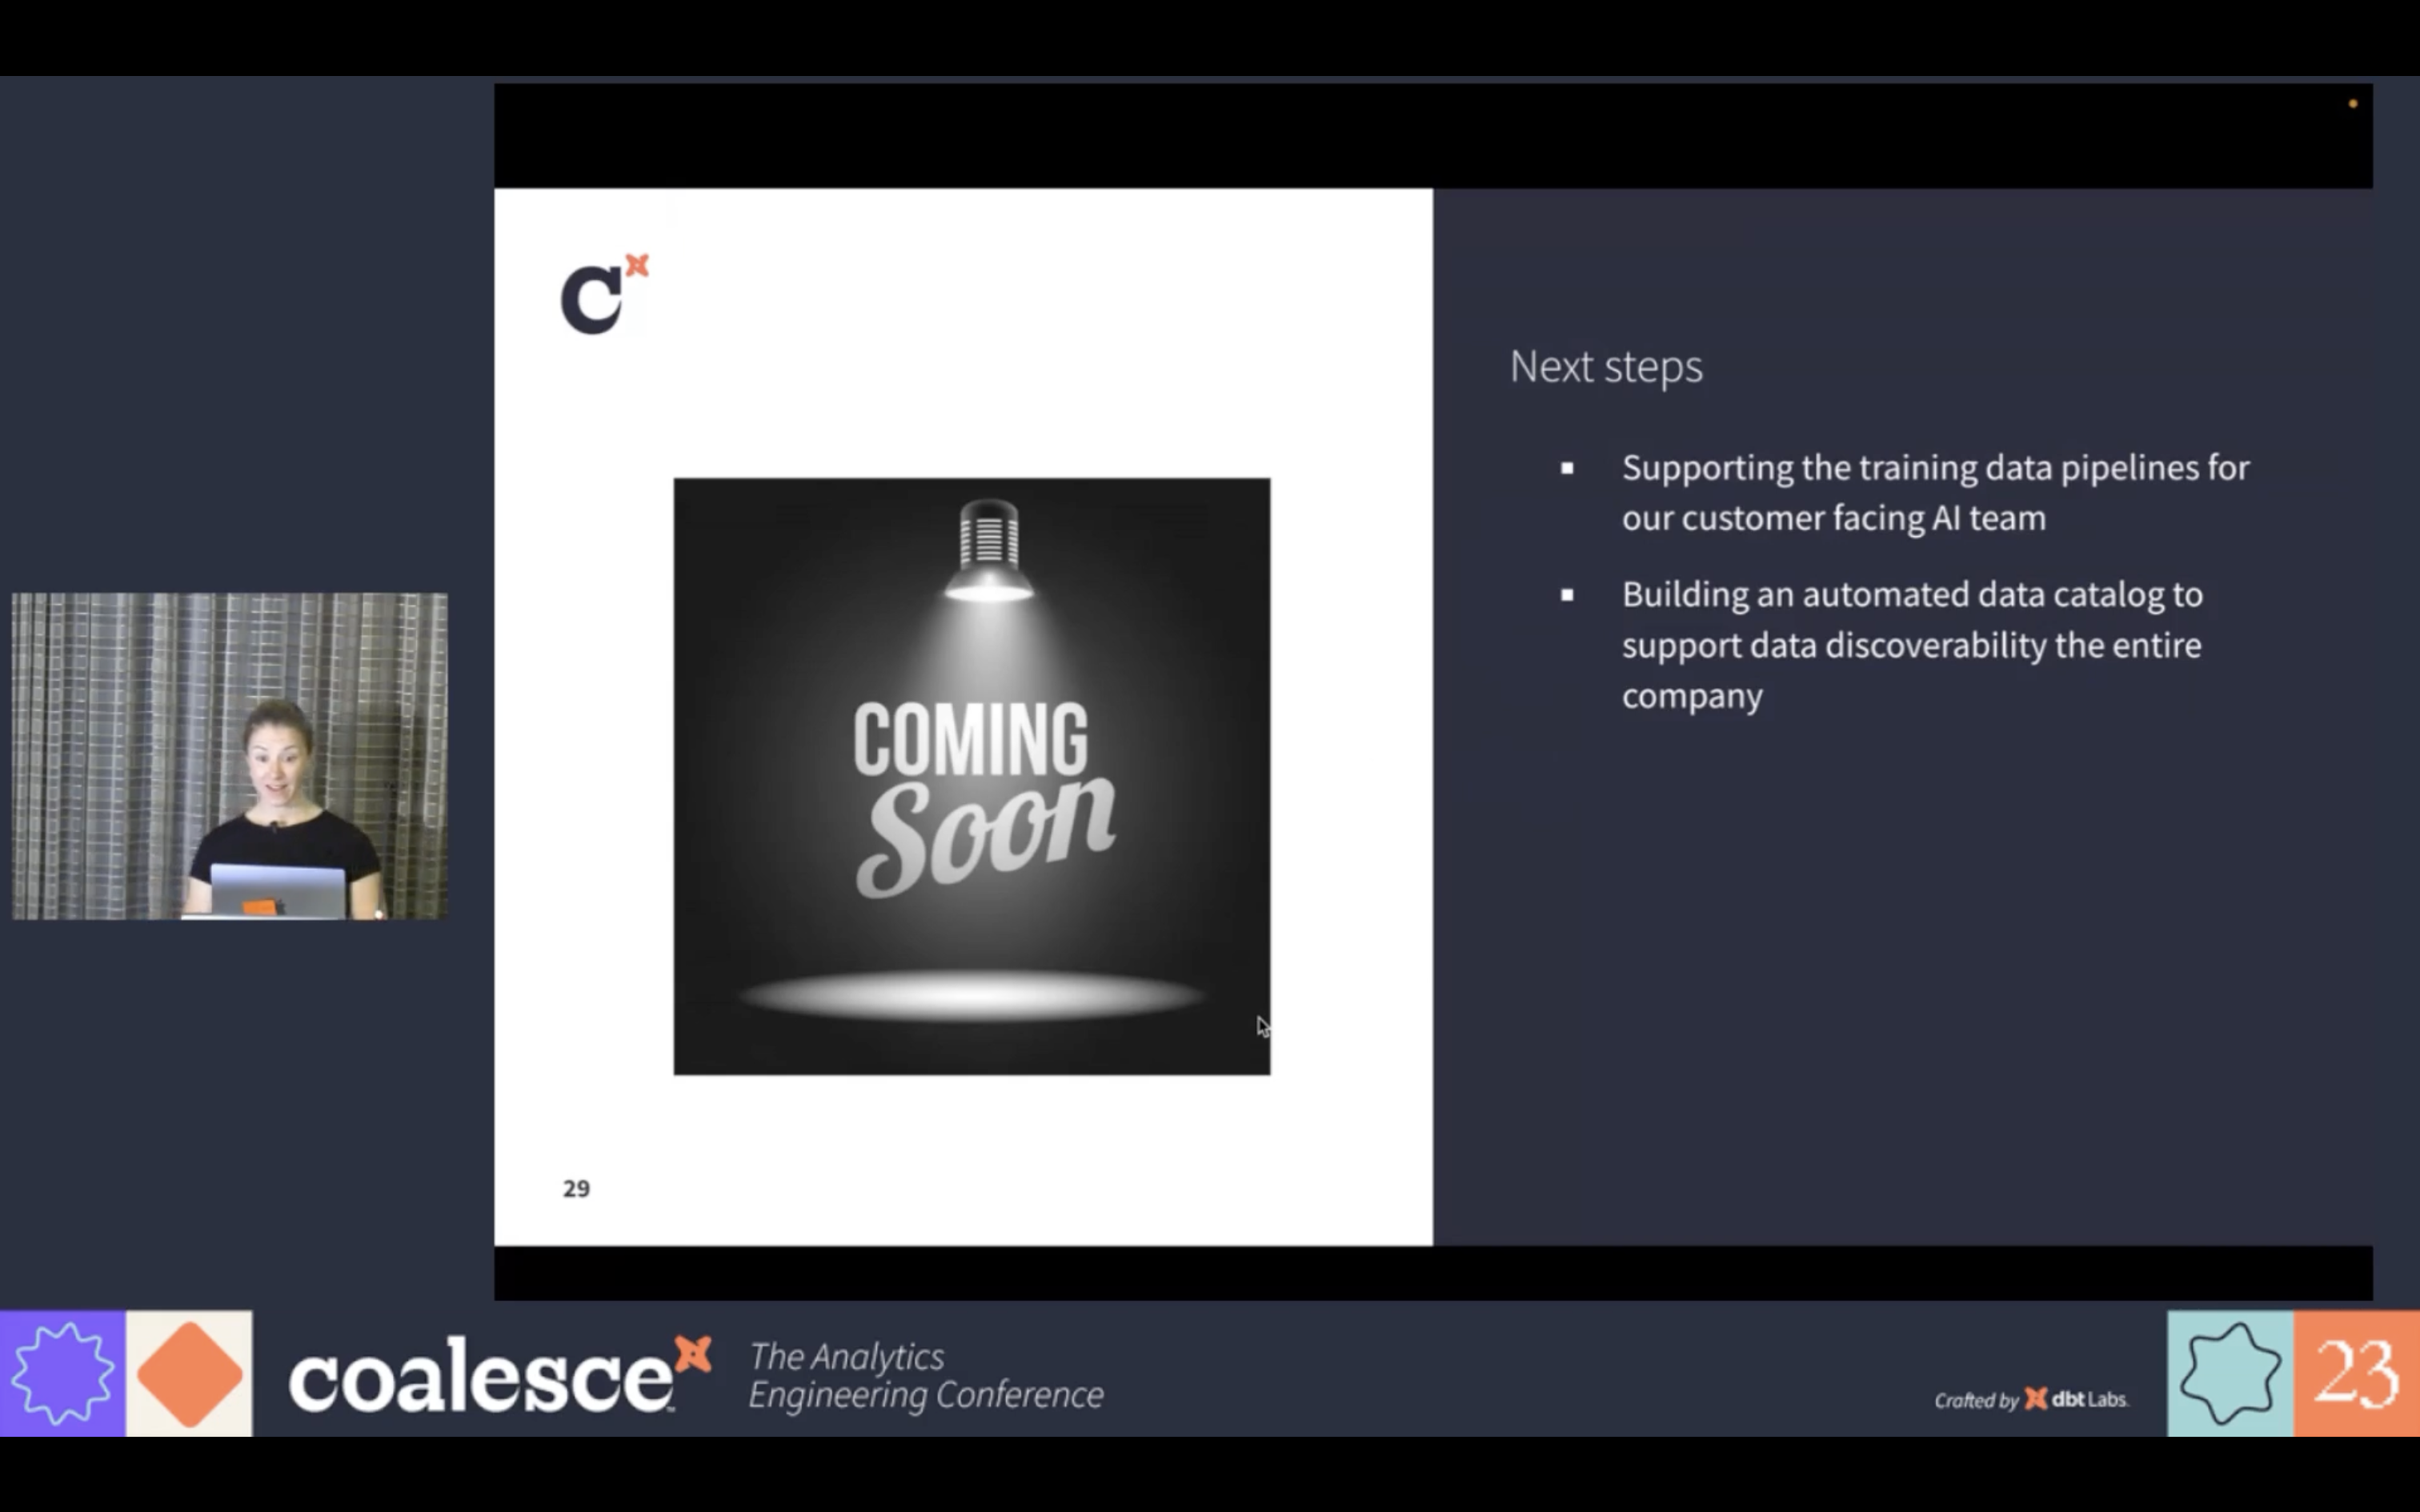 C
Next steps
Supporting the training data pipelines for
our customer facing AI team
Building an automated data catalog to
support data discoverability the entire
company
COMING
Soon
29
coalesce
The Analytics
Engineering Conference
Crafted by dbt Labs.
23